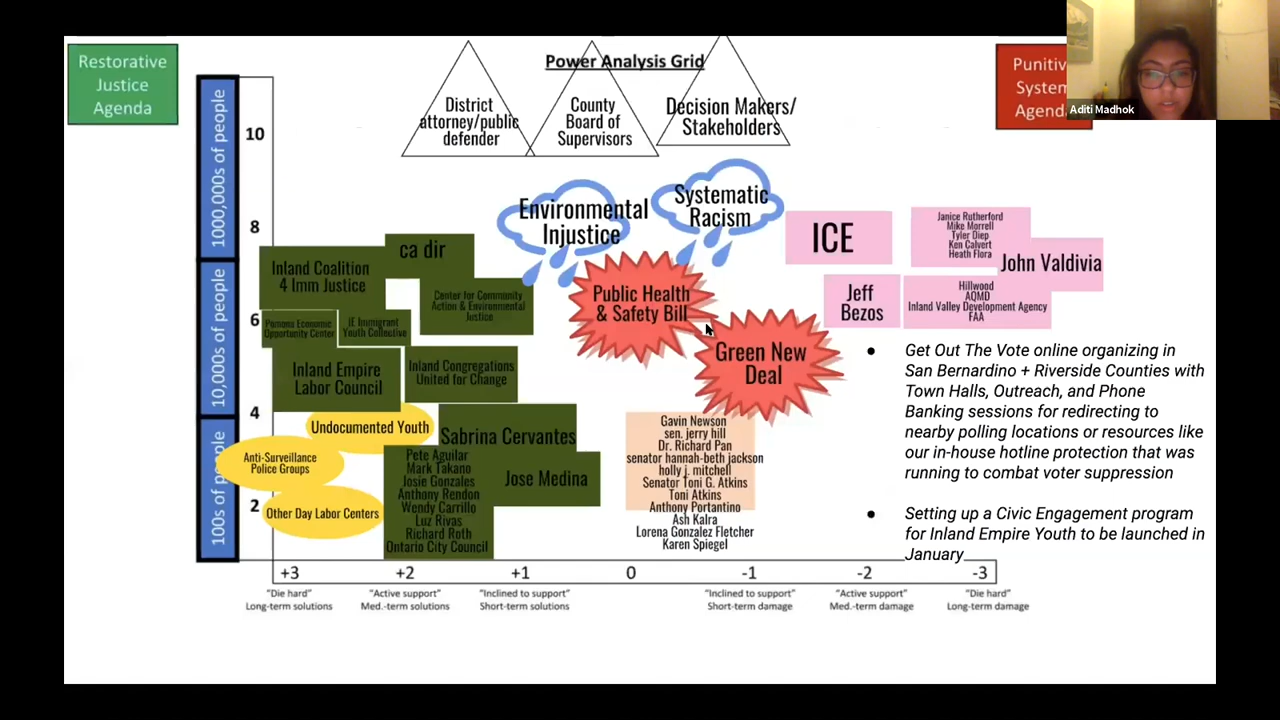 Restorative
Justice
Agenda
Power Analysis Grid
Punitiv
System
Agend
Aditi Madhok
District
attorney/public
defender
County
Board of
Supervisors
Decision Makers/
Stakeholders
1000,000s of people
10,000s of people
100s of people
10
8
6
4
2
Environmental
Injustice
Systematic
Racism
ICE
Janice Rutherford
Mike Morrell
Tyler Diep
Ken Calvert
Heath Flora
John Valdivia
Jeff
Bezos
Hillwood
AQMD
Inland Valley Development Agency
FAA
ca dir
Inland Coalition
4 Imm Justice
Center for Community
Action & Environmental
Justice
Pomona Economic
Opportunity Center
IE Immigrant
Youth Collective
Inland Empire
Labor Council
Inland Congregations
United for Change
Public Health
& Safety Bill
Green New
Deal
Undocumented Youth
Anti-Surveillance
Police Groups
Other Day Labor Centers
Sabrina Cervantes
Jose Medina
Pete Aguilar
Mark Takano
Josie Gonzales
Anthony Rendon
Wendy Carrillo
Luz Rivas
Richard Roth
Ontario City Council
Gavin Newson
sen. jerry hill
Dr. Richard Pan
senator hannah-beth jackson
holly j. mitchell
Senator Toni G. Atkins
Toni Atkins
Anthony Portantino
Ash Kalra
Lorena Gonzalez Fletcher
Karen Spiegel
● Get Out The Vote online organizing in
San Bernardino + Riverside Counties with
Town Halls, Outreach, and Phone
Banking sessions for redirecting to
nearby polling locations or resources like
our in-house hotline protection that was
running to combat voter suppression
● Setting up a Civic Engagement program
for Inland Empire Youth to be launched in
January
+3
+2
+1
0
-1
-2
-3
"Die hard"
Long-term solutions
"Active support"
Med.-term solutions
"Inclined to support"
Short-term solutions
"Inclined to support"
Short-term damage
"Active support"
Med.-term damage
"Die hard"
Long-term damage